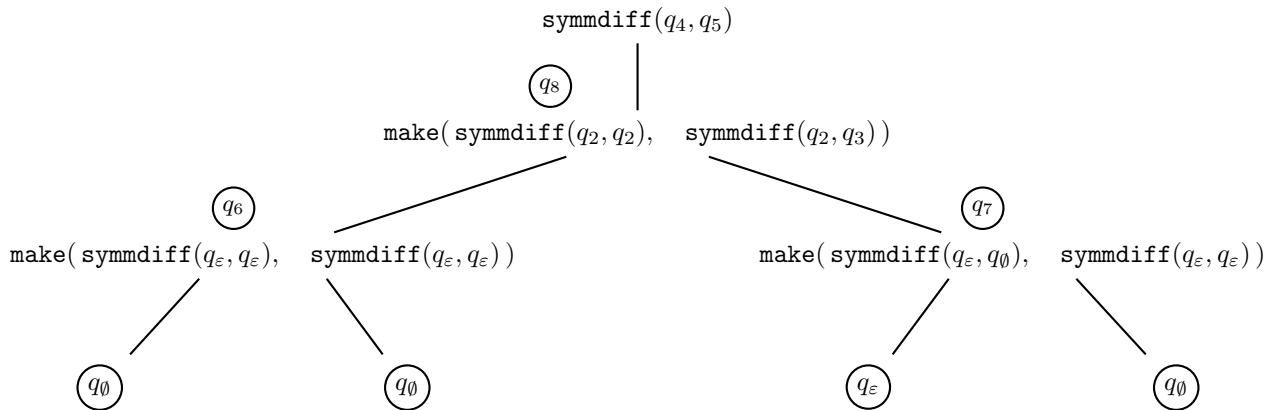 symmdiff(q₄, q₅)
q₈
make( symmdiff(q₂, q₂), symmdiff(q₂, q₃) )
q₆ q₇
make( symmdiff(q_ε, q_ε), symmdiff(q_ε, q_ε) ) make( symmdiff(q_ε, q_∅), symmdiff(q_ε, q_ε) )
q_∅ q_∅ q_ε q_∅